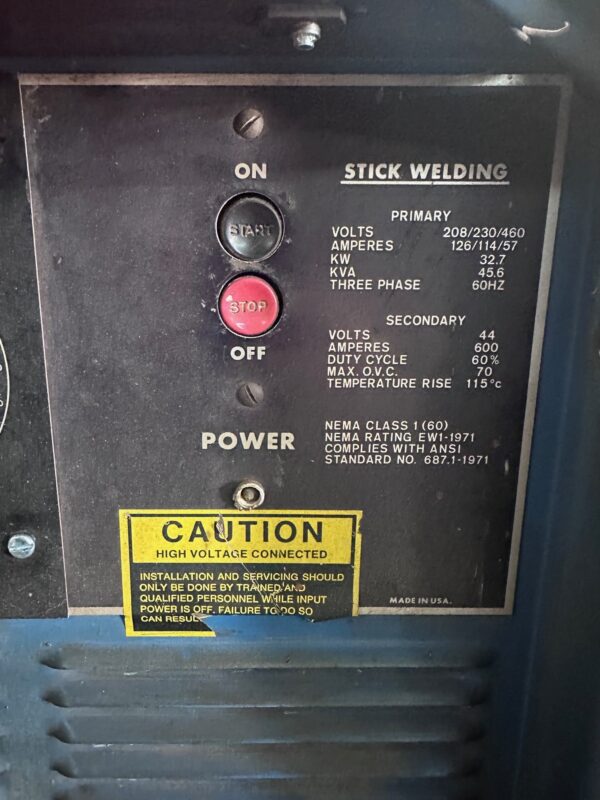 ON
START
STOP
OFF
POWER
STICK WELDING
PRIMARY
VOLTS 208/230/460
AMPERES 126/114/57
KW 32.7
KVA 45.6
THREE PHASE 60HZ
SECONDARY
VOLTS 44
AMPERES 600
DUTY CYCLE 60%
MAX. O.V.C. 70
TEMPERATURE RISE 115°c
NEMA CLASS 1 (60)
NEMA RATING EW1-1971
COMPLIES WITH ANSI
STANDARD NO. 687.1-1971
CAUTION
HIGH VOLTAGE CONNECTED
INSTALLATION AND SERVICING SHOULD
ONLY BE DONE BY TRAINED AND
QUALIFIED PERSONNEL WHILE INPUT
POWER IS OFF. FAILURE TO DO SO
CAN RESUL
MADE IN USA.